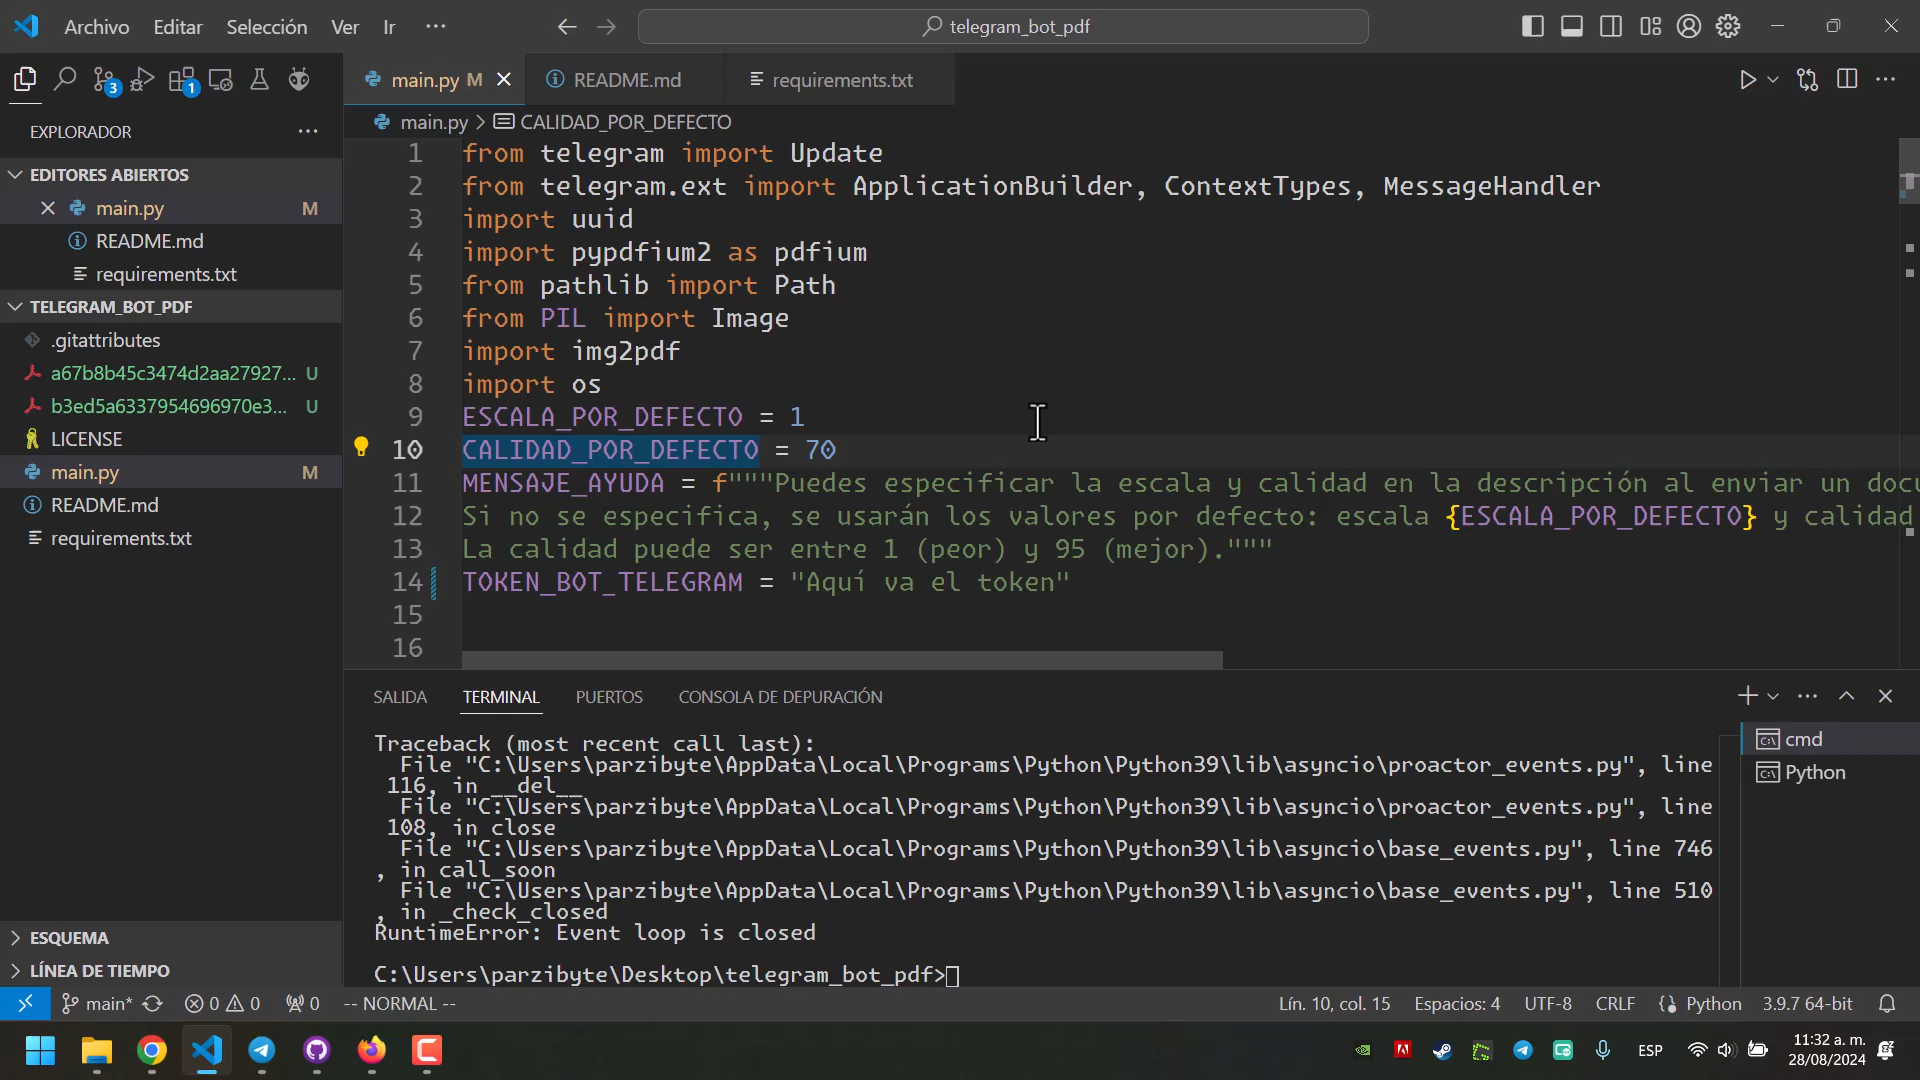 Archivo Editar Selección Ver Ir ···
telegram_bot_pdf
3
1
main.py M
README.md
requirements.txt
EXPLORADOR
main.py > CALIDAD_POR_DEFECTO
EDITORES ABIERTOS
main.py M
README.md
requirements.txt
TELEGRAM_BOT_PDF
.gitattributes
a67b8b45c3474d2aa27927... U
b3ed5a6337954696970e3... U
LICENSE
main.py M
README.md
requirements.txt
ESQUEMA
LÍNEA DE TIEMPO
1 from telegram import Update
2 from telegram.ext import ApplicationBuilder, ContextTypes, MessageHandler
3 import uuid
4 import pypdfium2 as pdfium
5 from pathlib import Path
6 from PIL import Image
7 import img2pdf
8 import os
9 ESCALA_POR_DEFECTO = 1
10 CALIDAD_POR_DEFECTO = 70
11 MENSAJE_AYUDA = f"""Puedes especificar la escala y calidad en la descripción al enviar un docu
12 Si no se especifica, se usarán los valores por defecto: escala {ESCALA_POR_DEFECTO} y calidad
13 La calidad puede ser entre 1 (peor) y 95 (mejor)."""
14 TOKEN_BOT_TELEGRAM = "Aquí va el token"
15
16
SALIDA TERMINAL PUERTOS CONSOLA DE DEPURACIÓN
Traceback (most recent call last):
File "C:\Users\parzibyte\AppData\Local\Programs\Python\Python39\lib\asyncio\proactor_events.py", line
116, in __del__
File "C:\Users\parzibyte\AppData\Local\Programs\Python\Python39\lib\asyncio\proactor_events.py", line
108, in close
File "C:\Users\parzibyte\AppData\Local\Programs\Python\Python39\lib\asyncio\base_events.py", line 746
, in call_soon
File "C:\Users\parzibyte\AppData\Local\Programs\Python\Python39\lib\asyncio\base_events.py", line 510
, in _check_closed
RuntimeError: Event loop is closed
C:\Users\parzibyte\Desktop\telegram_bot_pdf>
cmd
Python
main* 0 0 0 -- NORMAL -- Lín. 10, col. 15 Espacios: 4 UTF-8 CRLF Python 3.9.7 64-bit
ESP
11:32 a. m.
28/08/2024